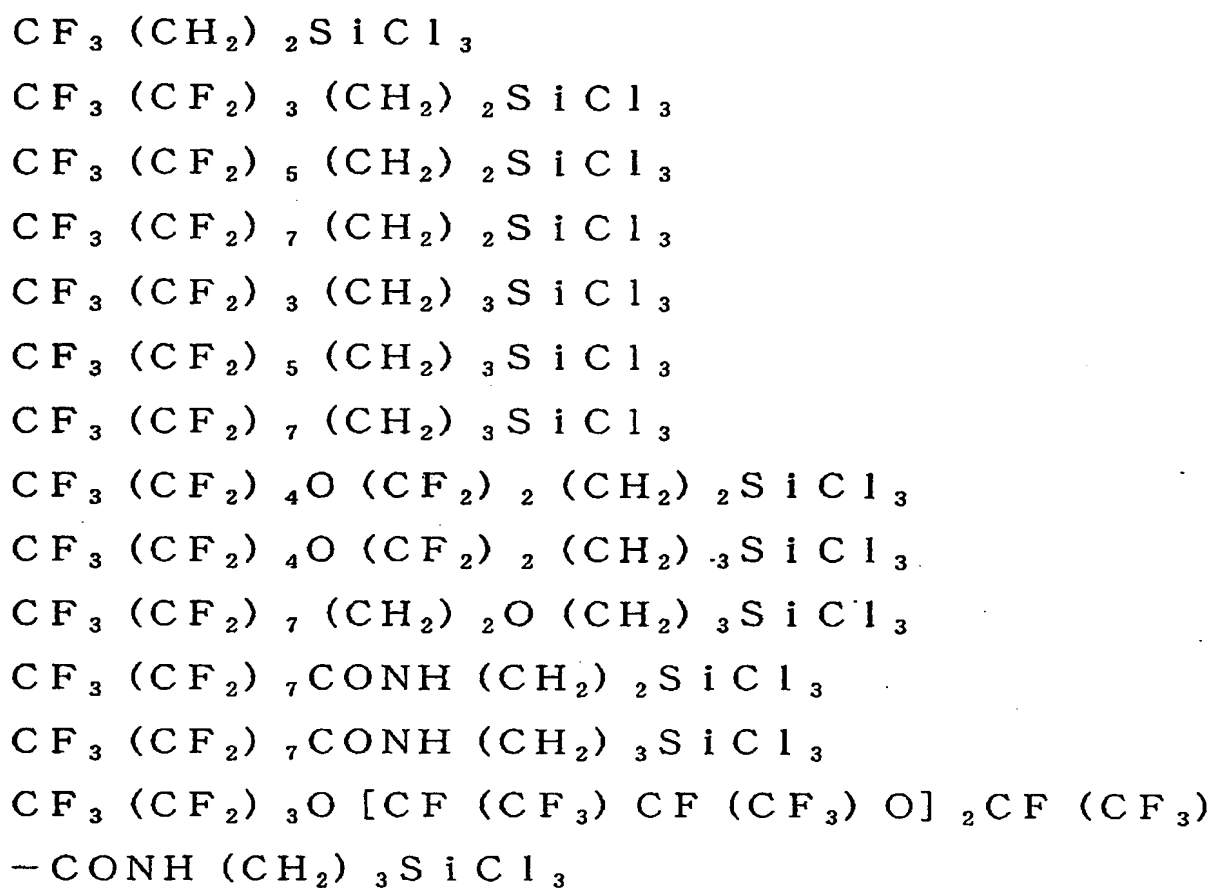 CF₃(CH₂)₂SiCl₃
CF₃(CF₂)₃(CH₂)₂SiCl₃
CF₃(CF₂)₅(CH₂)₂SiCl₃
CF₃(CF₂)₇(CH₂)₂SiCl₃
CF₃(CF₂)₃(CH₂)₃SiCl₃
CF₃(CF₂)₅(CH₂)₃SiCl₃
CF₃(CF₂)₇(CH₂)₃SiCl₃
CF₃(CF₂)₄O(CF₂)₂(CH₂)₂SiCl₃
CF₃(CF₂)₄O(CF₂)₂(CH₂)₃SiCl₃
CF₃(CF₂)₇(CH₂)₂O(CH₂)₃SiCl₃
CF₃(CF₂)₇CONH(CH₂)₂SiCl₃
CF₃(CF₂)₇CONH(CH₂)₃SiCl₃
CF₃(CF₂)₃O[CF(CF₃)CF(CF₃)O]₂CF(CF₃)
−CONH(CH₂)₃SiCl₃